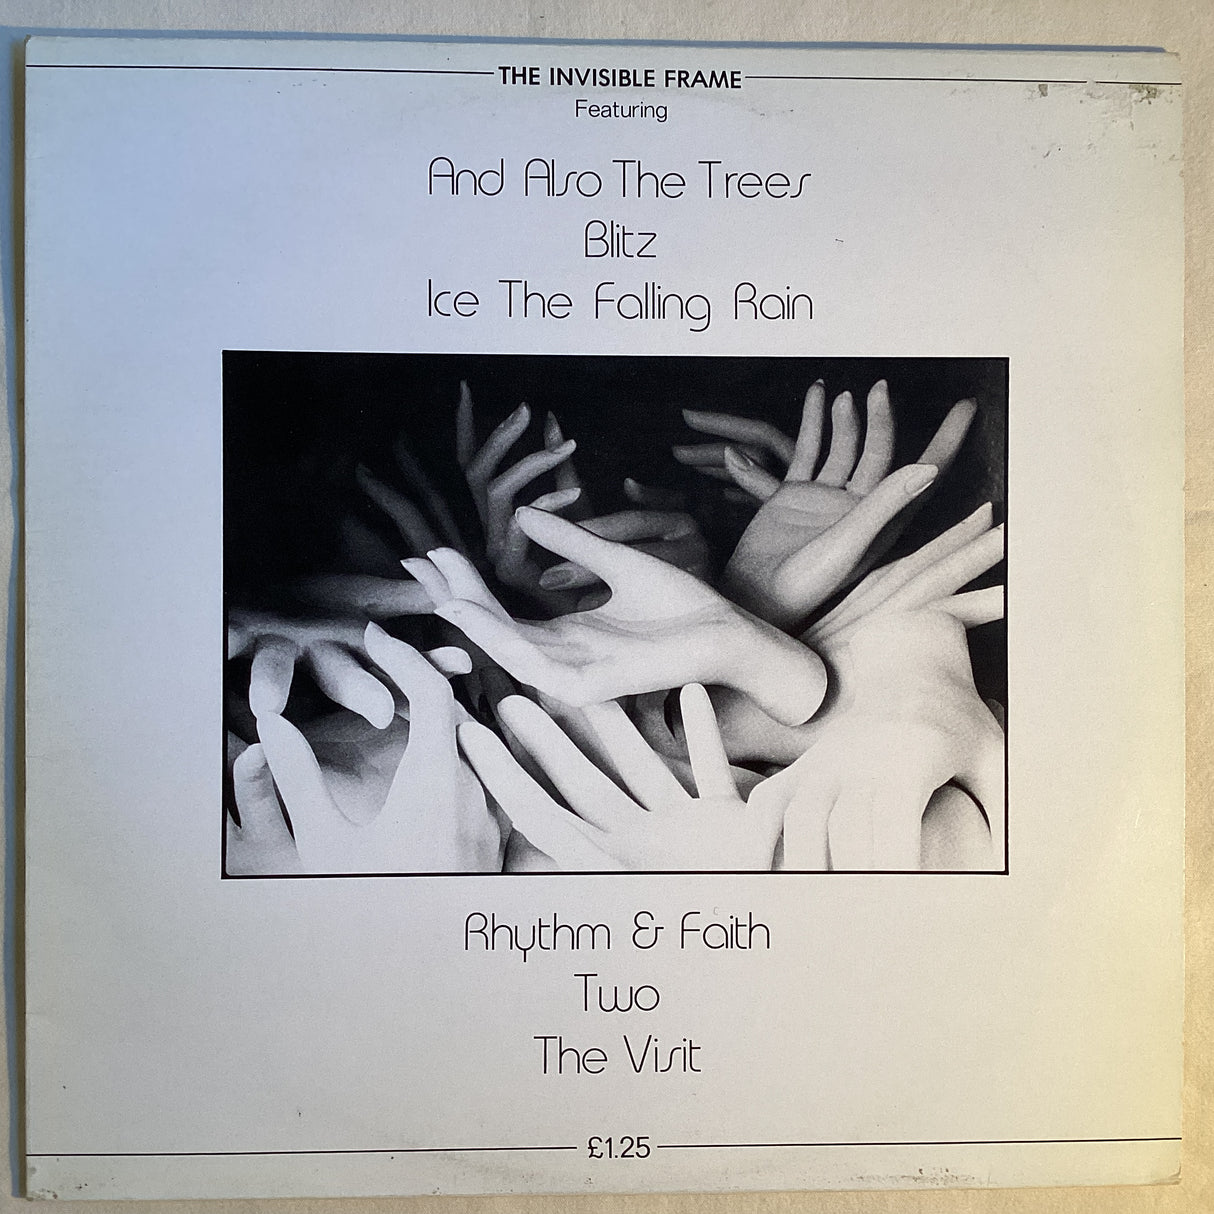 THE INVISIBLE FRAME
Featuring
And Also The Trees
Blitz
Ice The Falling Rain
Rhythm & Faith
Two
The Visit
£1.25